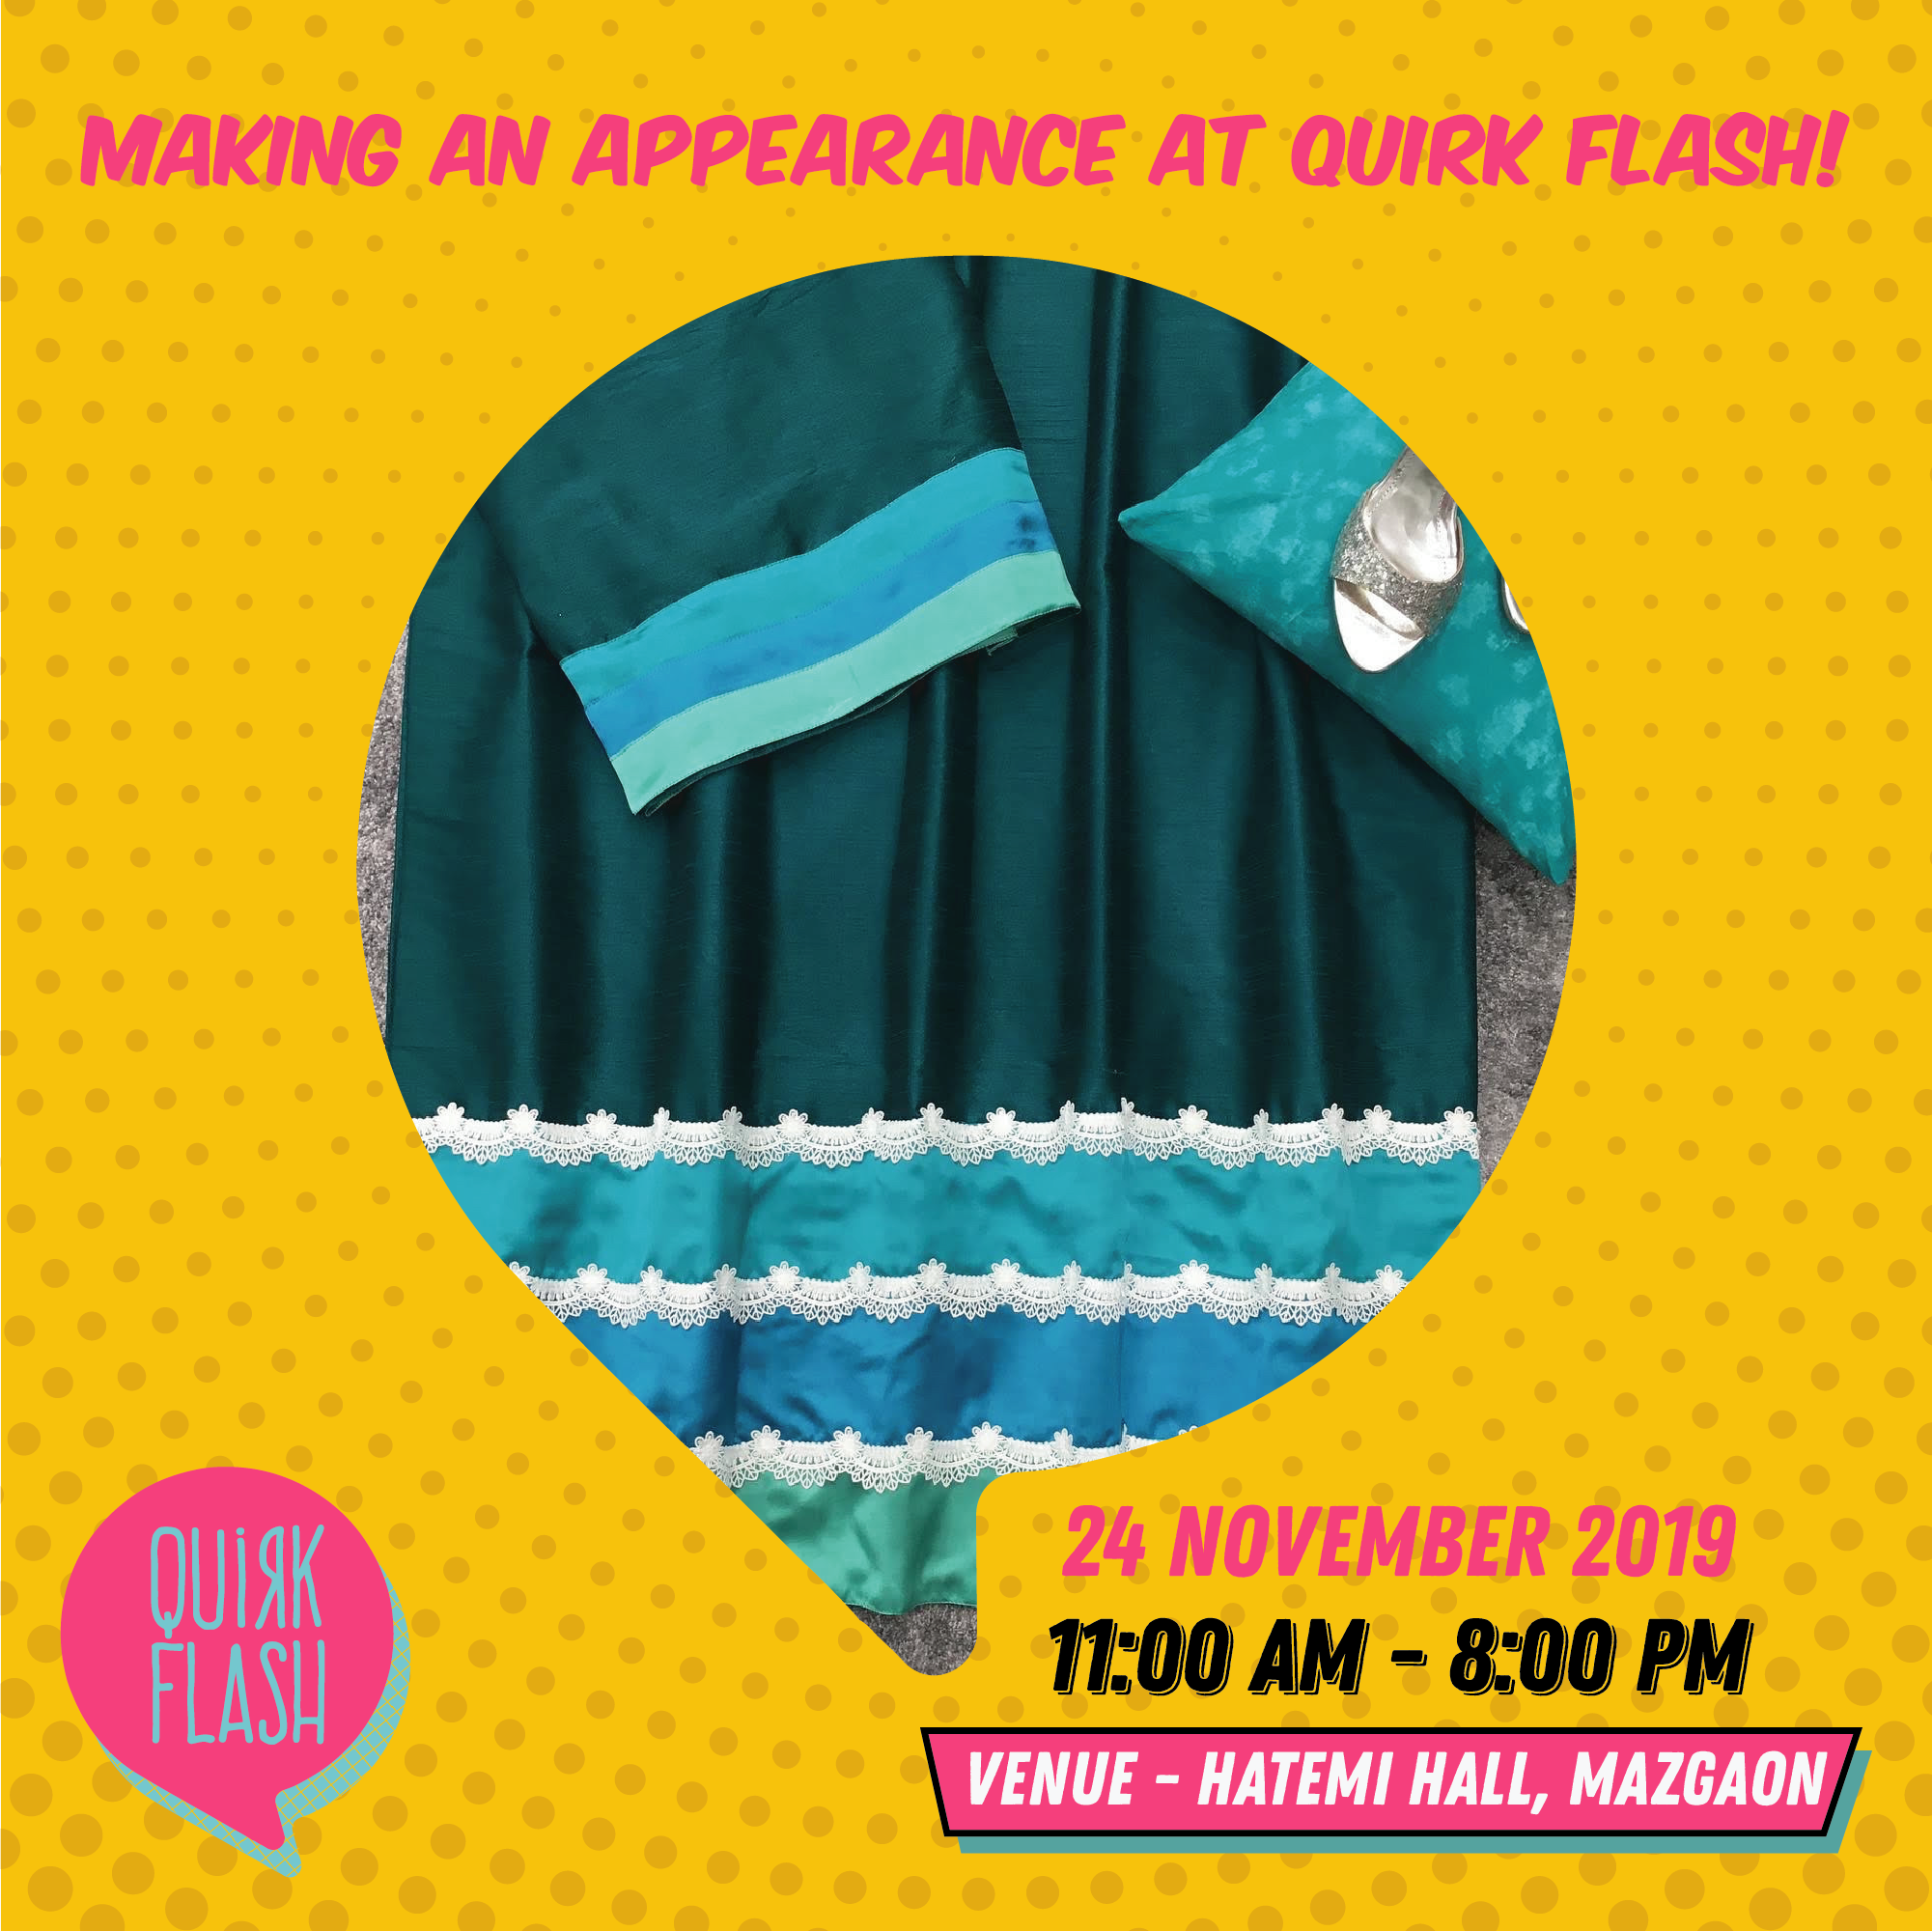 MAKING AN APPEARANCE AT QUIRK FLASH!
24 NOVEMBER 2019
11:00 AM - 8:00 PM
VENUE - HATEMI HALL, MAZGAON
QUiRK
FLASH